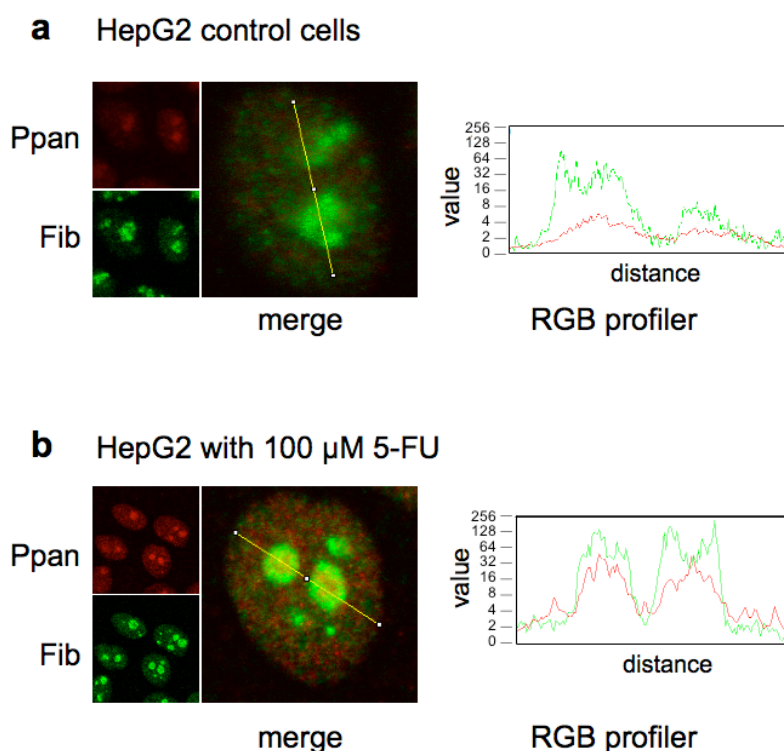 a HepG2 control cells
Ppan
Fib
merge
value
256
128
64
32
16
8
4
2
0
distance
RGB profiler
b HepG2 with 100 µM 5-FU
Ppan
Fib
merge
value
256
128
64
32
16
8
4
2
0
distance
RGB profiler